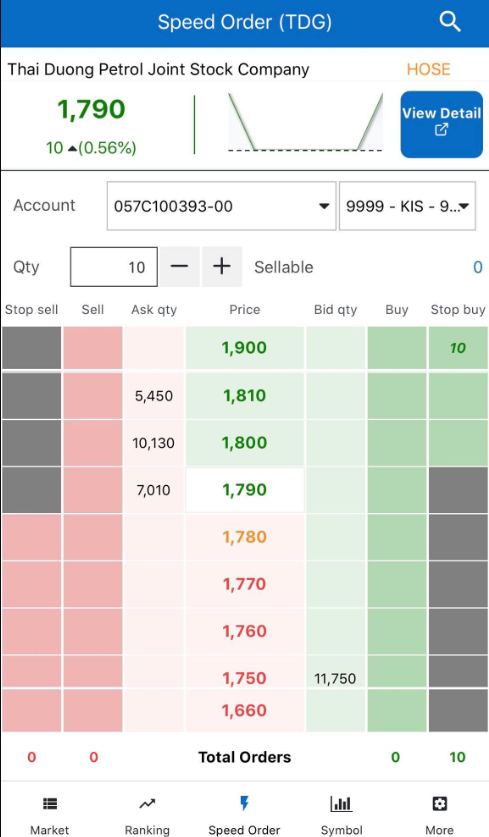 Speed Order (TDG)
Thai Duong Petrol Joint Stock Company HOSE
1,790
10 ▲(0.56%)
View Detail
Account 057C100393-00 9999 - KIS - 9...
Qty 10 — + Sellable 0
Stop sell Sell Ask qty Price Bid qty Buy Stop buy
1,900 10
5,450 1,810
10,130 1,800
7,010 1,790
1,780
1,770
1,760
1,750 11,750
1,660
0 0 Total Orders 0 10
Market Ranking Speed Order Symbol More